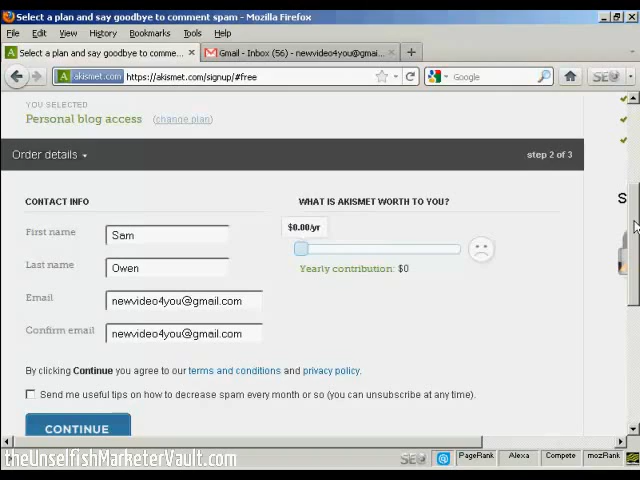 Select a plan and say goodbye to comment spam - Mozilla Firefox
File Edit View History Bookmarks Tools Help
Select a plan and say goodbye to comme...
Gmail - Inbox (56) - newvideo4you@gmai...
akismet.com
https://akismet.com/signup/#free
Google
SEO
YOU SELECTED
Personal blog access (change plan)
Order details
step 2 of 3
CONTACT INFO
First name Sam
Last name Owen
Email newvideo4you@gmail.com
Confirm email newvideo4you@gmail.com
WHAT IS AKISMET WORTH TO YOU?
$0.00/yr
Yearly contribution: $0
S
By clicking Continue you agree to our terms and conditions and privacy policy.
Send me useful tips on how to decrease spam every month or so (you can unsubscribe at any time).
CONTINUE
theUnselfishMarketerVault.com
SEO PageRank Alexa Compete mozRank